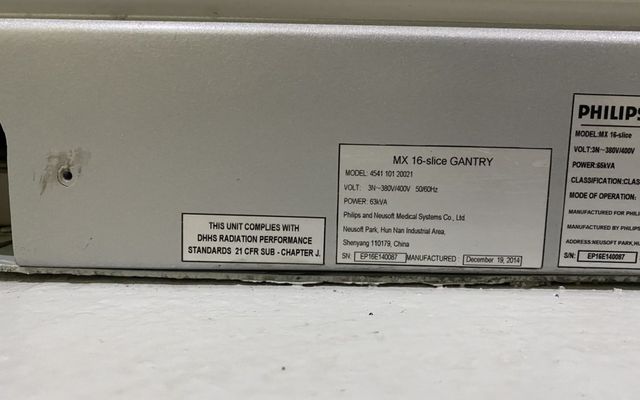 THIS UNIT COMPLIES WITH
DHHS RADIATION PERFORMANCE
STANDARDS 21 CFR SUB - CHAPTER J.
MX 16-slice GANTRY
MODEL: 4541 101 20021
VOLT: 3N~380V/400V 50/60Hz
POWER: 63kVA
Philips and Neusoft Medical Systems Co., Ltd.
Neusoft Park, Hun Nan Industrial Area,
Shenyang 110179, China
SN: EP16E140087 MANUFACTURED : December 19, 2014
PHILIPS
MODEL:MX 16-slice
VOLT:3N~380V/400V
POWER:65kVA
CLASSIFICATION:CLAS
MODE OF OPERATION:
MANUFACTURED FOR PHILI
MANUFACTURED BY PHILIPS
ADDRESS:NEUSOFT PARK,HU
S/N: EP16E140087